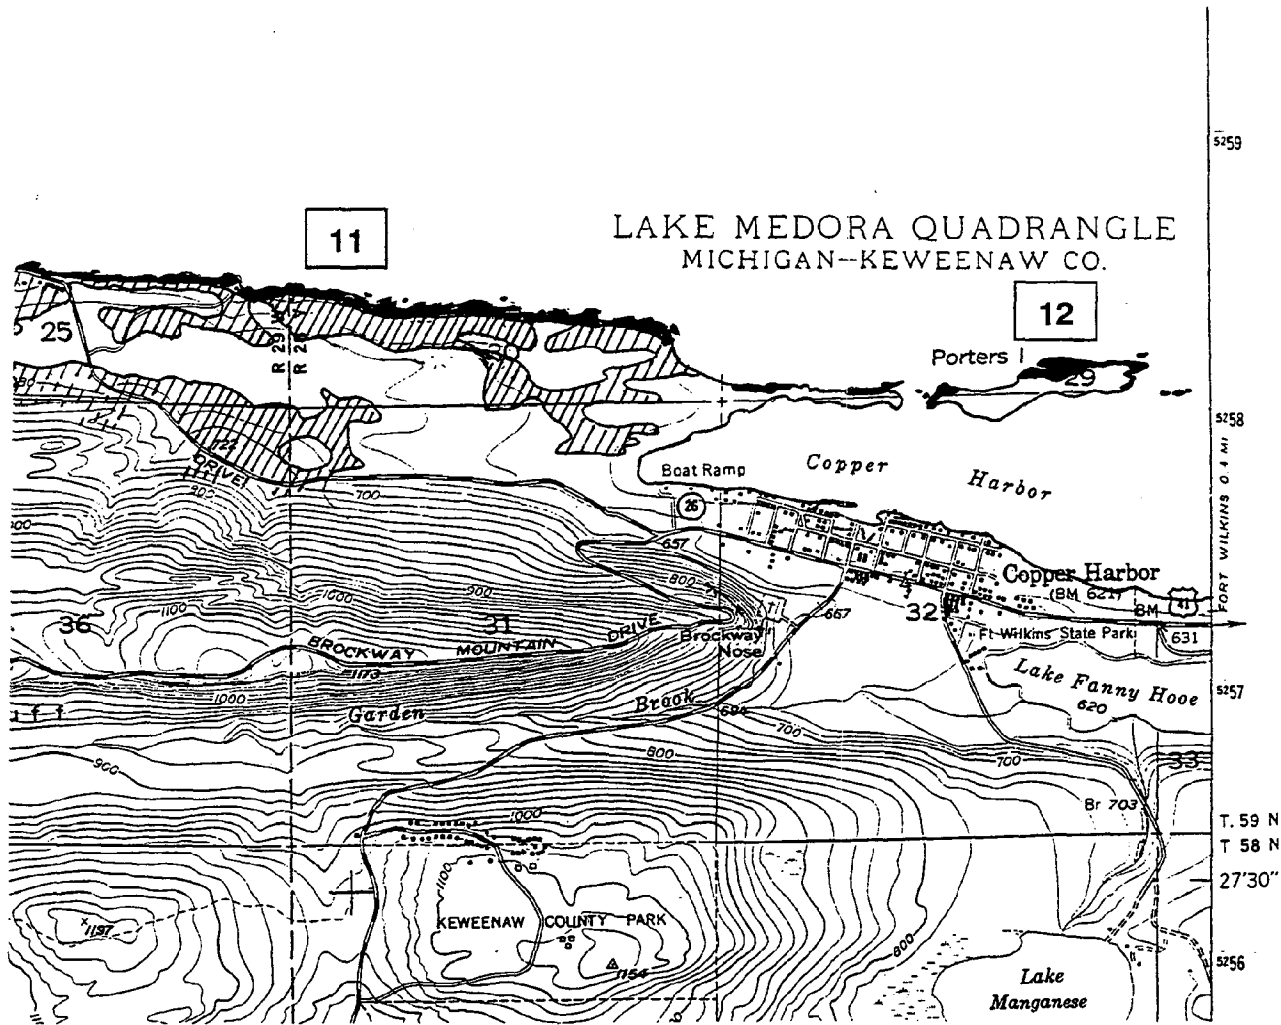 5259
11
LAKE MEDORA QUADRANGLE
MICHIGAN--KEWEENAW CO.
12
25
R 29 W
Porters I
29
5258
722
DRIVE
Boat Ramp
Copper
Harbor
700
26
FORT WILKINS 0.4 MI
657
800
900
1000
1100
Copper Harbor
(BM 621)
41
BM
631
36
31
32
667
BROCKWAY MOUNTAIN DRIVE
Brockway
Nose
Ft Wilkins State Park
1173
1000
Lake Fanny Hooe
620
5257
Garden
Brook
694
700
900
800
700
33
Br 703
1000
T. 59 N
T 58 N
27'30"
1100
KEWEENAW COUNTY PARK
1197
1154
800
5256
Lake
Manganese